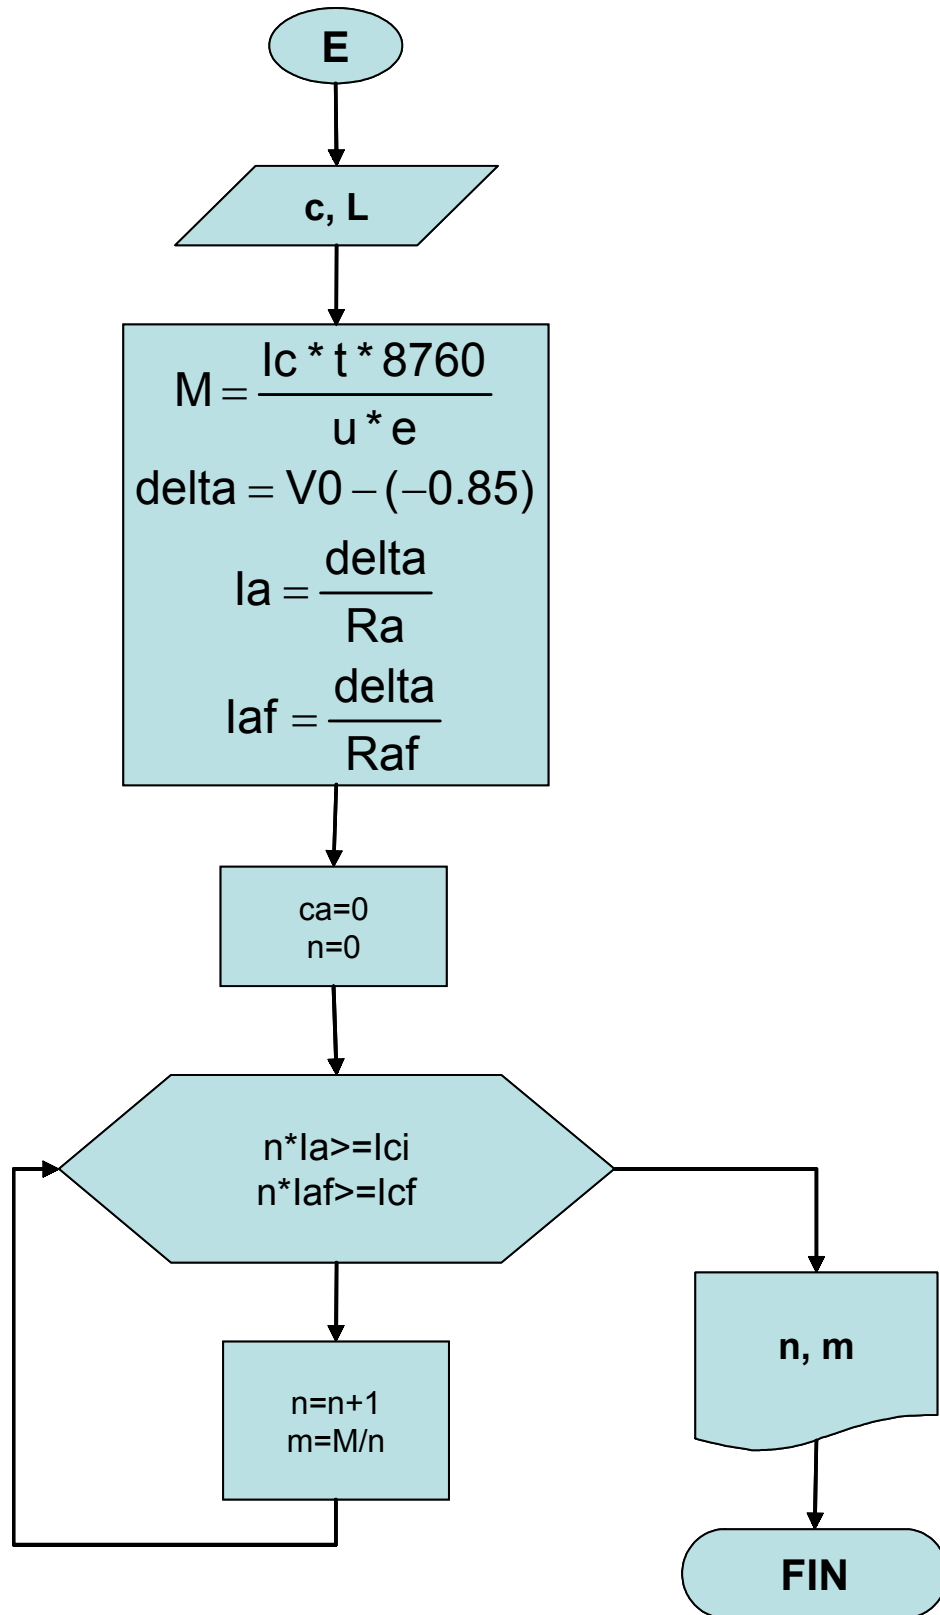 E
c, L
M = Ic * t * 8760 / u * e
delta = V0 − (−0.85)
Ia = delta / Ra
Iaf = delta / Raf
ca=0
n=0
n*Ia>=Ici
n*Iaf>=Icf
n=n+1
m=M/n
n, m
FIN